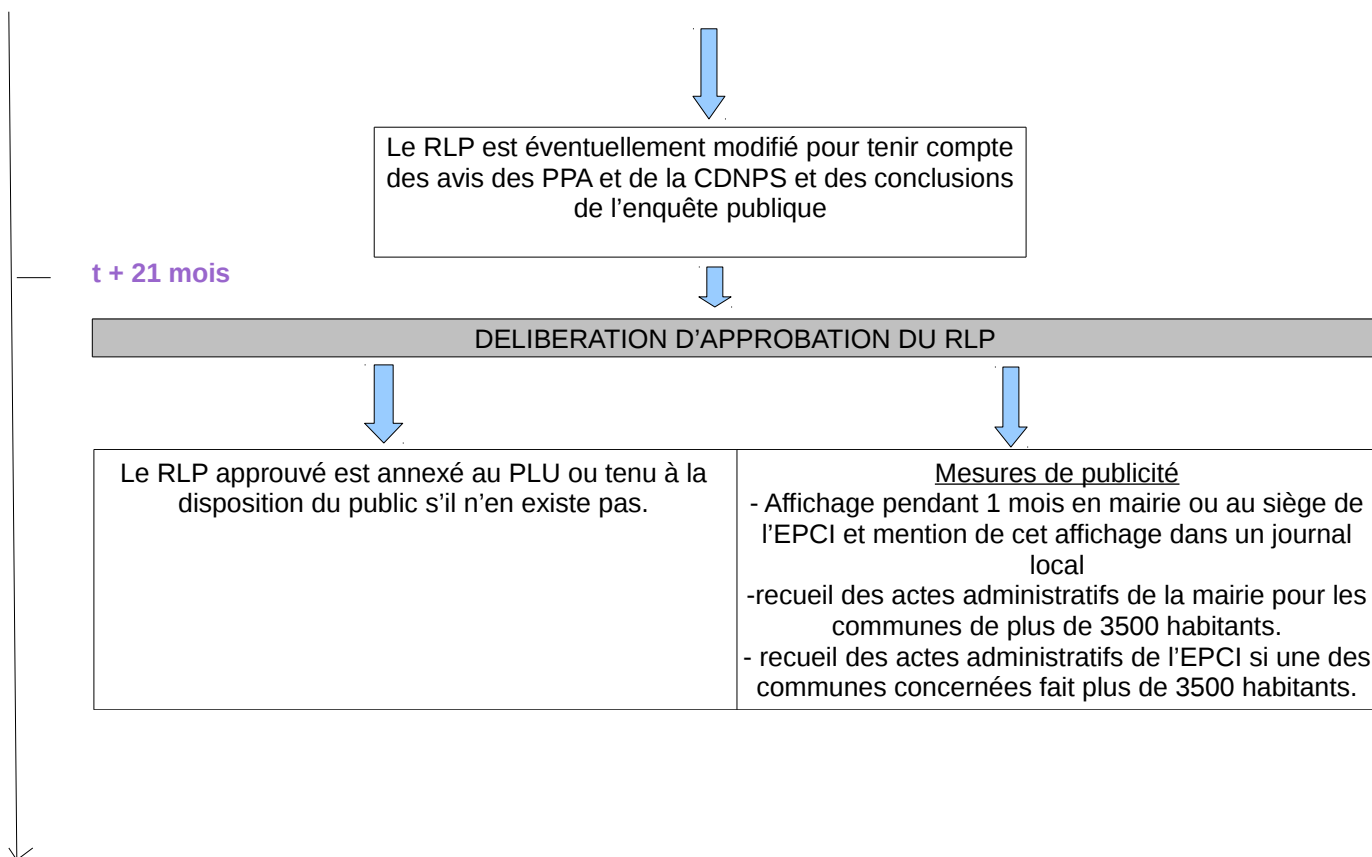 Le RLP est éventuellement modifié pour tenir compte
des avis des PPA et de la CDNPS et des conclusions
de l’enquête publique
t + 21 mois
DELIBERATION D’APPROBATION DU RLP
Le RLP approuvé est annexé au PLU ou tenu à la
disposition du public s’il n’en existe pas.
Mesures de publicité
- Affichage pendant 1 mois en mairie ou au siège de
l’EPCI et mention de cet affichage dans un journal
local
-recueil des actes administratifs de la mairie pour les
communes de plus de 3500 habitants.
- recueil des actes administratifs de l’EPCI si une des
communes concernées fait plus de 3500 habitants.